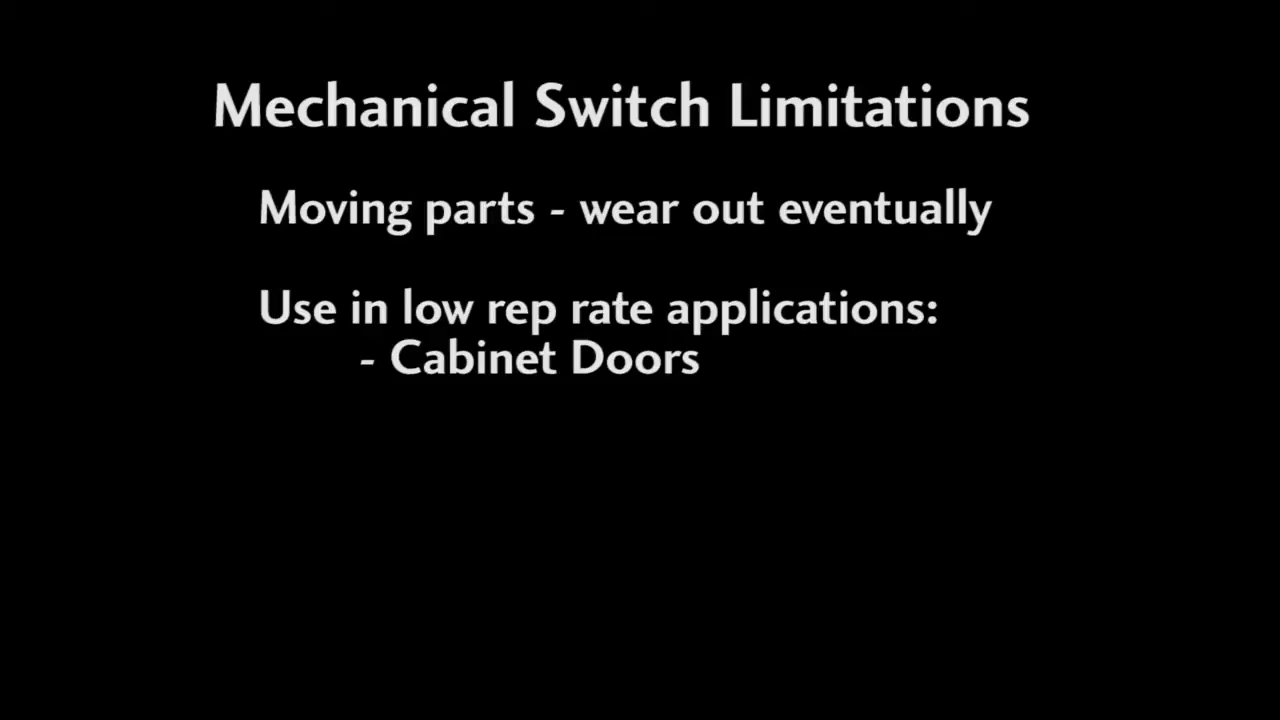 Mechanical Switch Limitations
Moving parts - wear out eventually
Use in low rep rate applications:
- Cabinet Doors